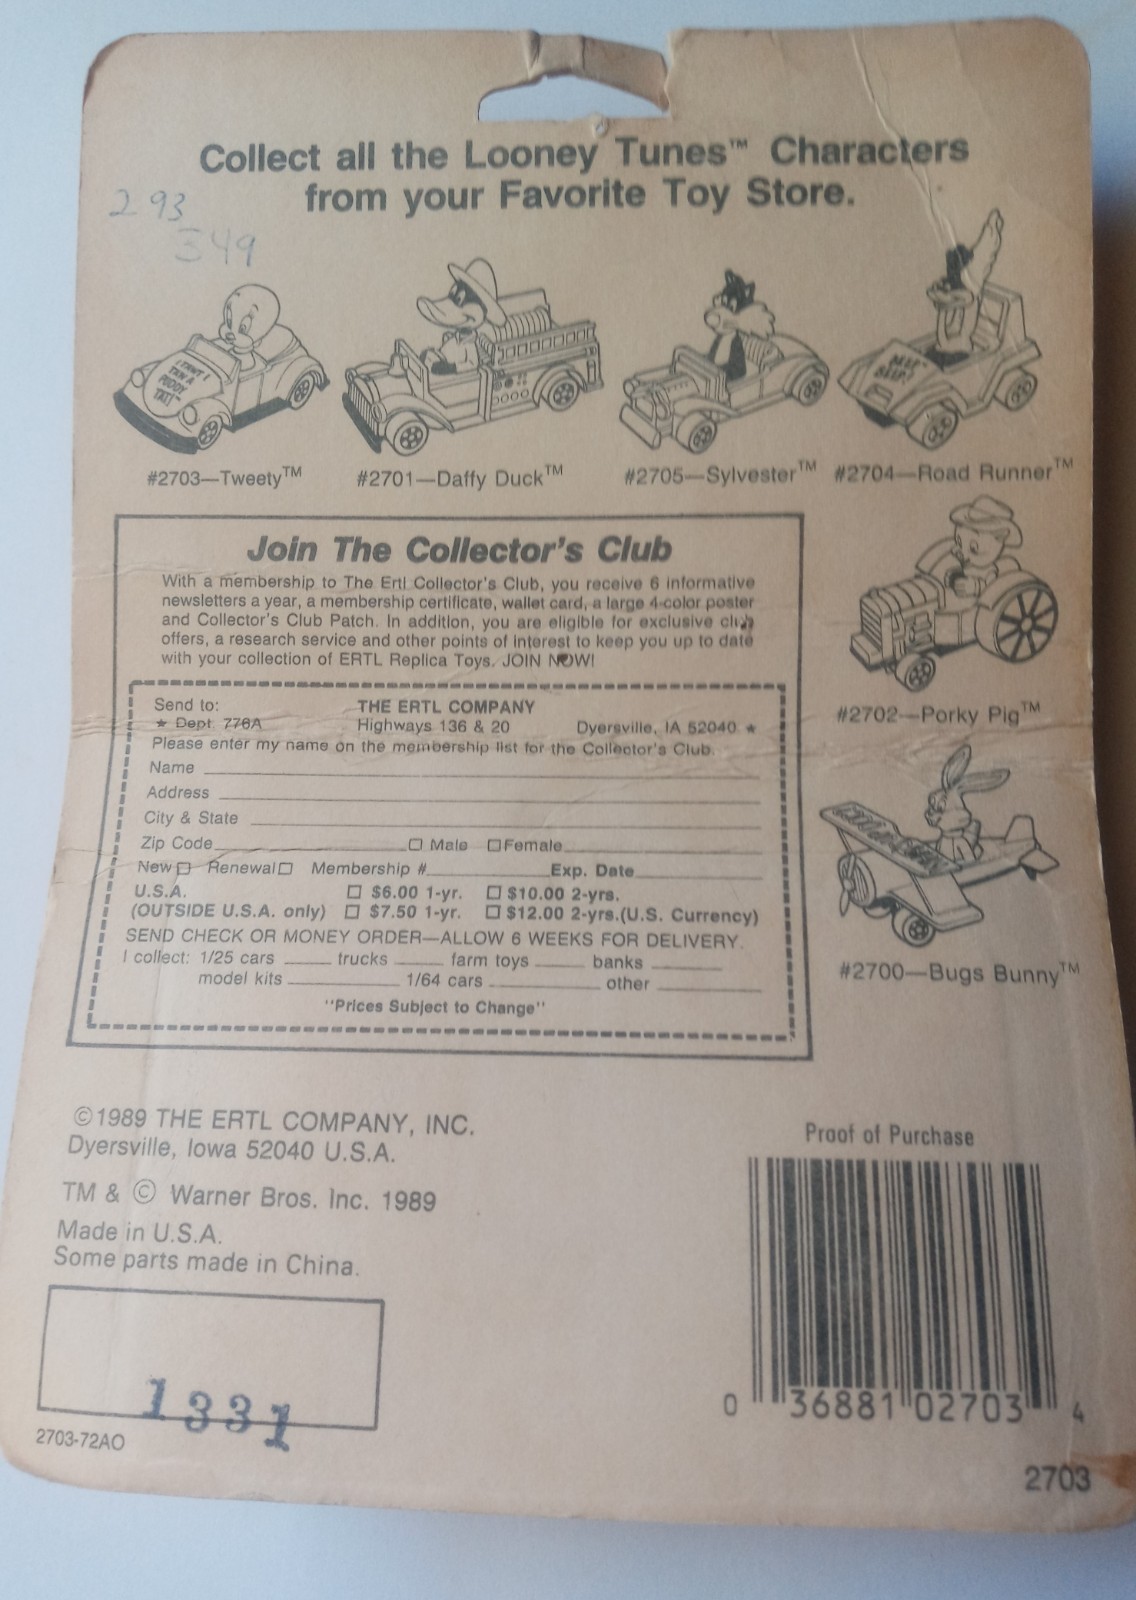 Collect all the Looney Tunes™ Characters
from your Favorite Toy Store.
2 93
349
I TAWT I
TAW A
PUDDY
TAT!™
BEEP!
#2703—Tweety™
#2701—Daffy Duck™
#2705—Sylvester™
#2704—Road Runner™
#2702—Porky Pig™
#2700—Bugs Bunny™
Join The Collector's Club
With a membership to The Ertl Collector's Club, you receive 6 informative
newsletters a year, a membership certificate, wallet card, a large 4-color poster
and Collector's Club Patch. In addition, you are eligible for exclusive club
offers, a research service and other points of interest to keep you up to date
with your collection of ERTL Replica Toys. JOIN NOW!
Send to: THE ERTL COMPANY
★ Dept. 776A Highways 136 & 20 Dyersville, IA 52040 ★
Please enter my name on the membership list for the Collector's Club.
Name
Address
City & State
Zip Code □ Male □ Female
New □ Renewal □ Membership # Exp. Date
U.S.A. □ $6.00 1-yr. □ $10.00 2-yrs.
(OUTSIDE U.S.A. only) □ $7.50 1-yr. □ $12.00 2-yrs.(U.S. Currency)
SEND CHECK OR MONEY ORDER—ALLOW 6 WEEKS FOR DELIVERY.
I collect: 1/25 cars trucks farm toys banks
model kits 1/64 cars other
"Prices Subject to Change"
©1989 THE ERTL COMPANY, INC.
Dyersville, Iowa 52040 U.S.A.
TM & © Warner Bros. Inc. 1989
Made in U.S.A.
Some parts made in China.
1331
2703-72AO
Proof of Purchase
0 36881 02703 4
2703